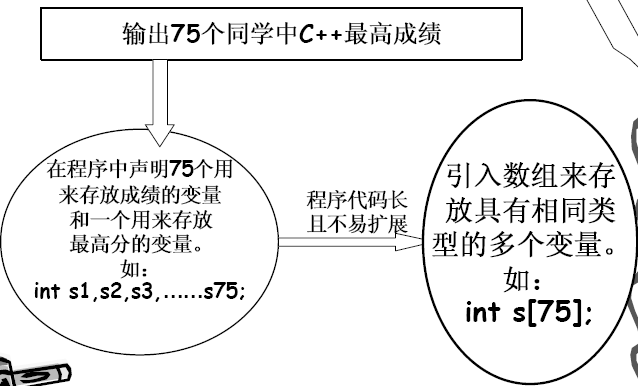 输出75个同学中C++最高成绩
在程序中声明75个用
来存放成绩的变量
和一个用来存放
最高分的变量。
如：
int s1,s2,s3,……s75;
程序代码长
且不易扩展
引入数组来存
放具有相同类
型的多个变量。
如：
int s[75];